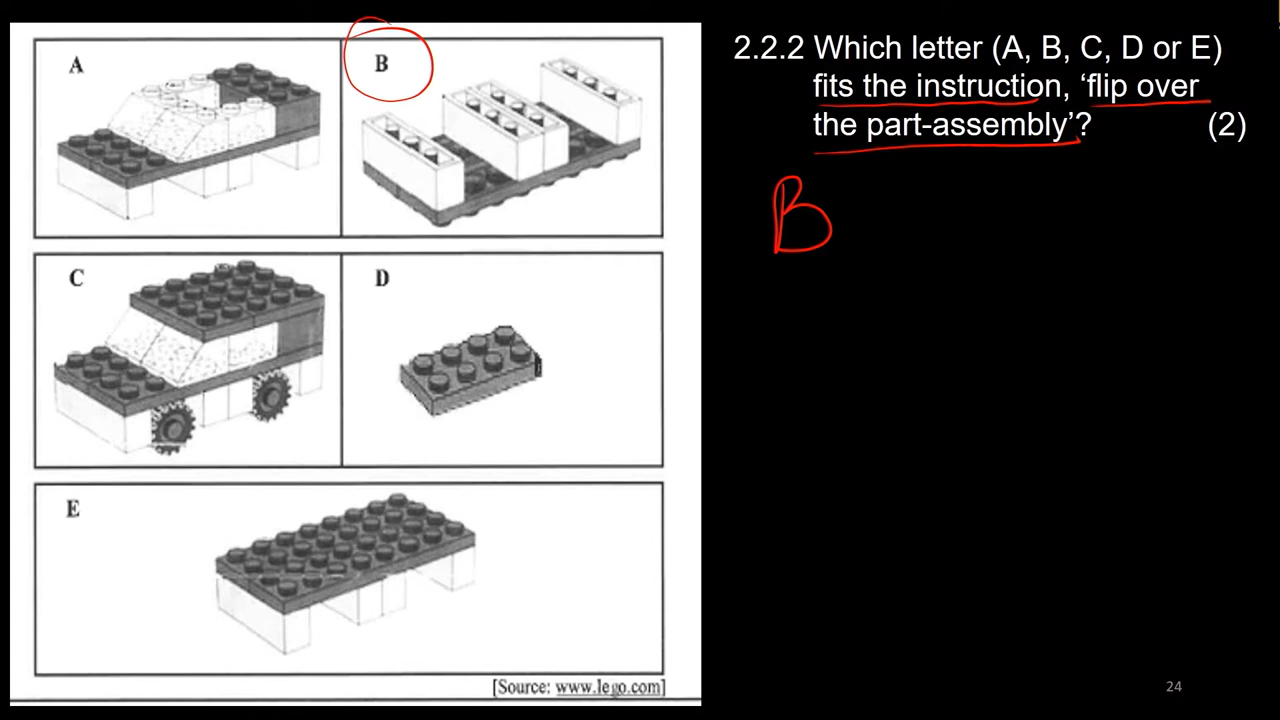 A
B
2.2.2 Which letter (A, B, C, D or E)
fits the instruction, ‘flip over
the part-assembly’?
(2)
B
C
D
E
[Source: www.lego.com]
24